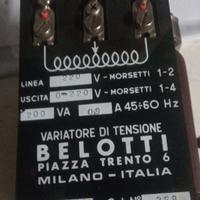 LINEA 220 V - MORSETTI 1-2
USCITA 0-220 V - MORSETTI 1-4
200 VA 0,9 A 45÷60 Hz
VARIATORE DI TENSIONE
BELOTTI
PIAZZA TRENTO 6
MILANO - ITALIA